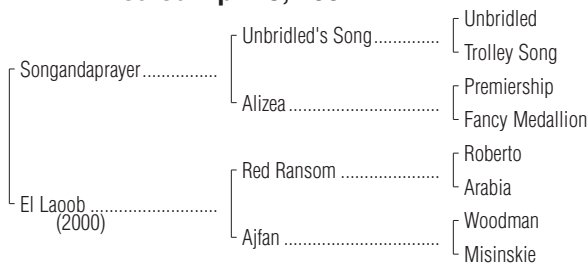 Unbridled
Unbridled's Song
Trolley Song
Songandaprayer
Premiership
Alizea
Fancy Medallion
Roberto
Red Ransom
Arabia
El Laoob
(2000)
Woodman
Ajfan
Misinskie